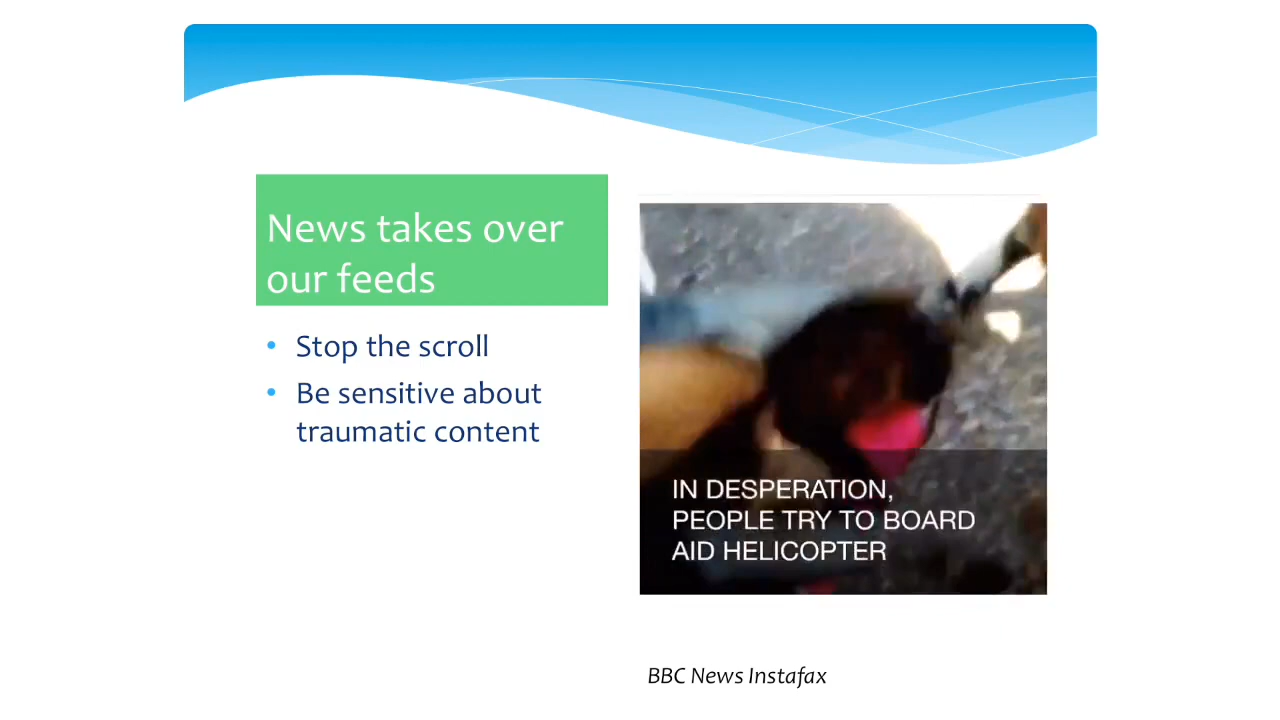 News takes over
our feeds
• Stop the scroll
• Be sensitive about
traumatic content
IN DESPERATION,
PEOPLE TRY TO BOARD
AID HELICOPTER
BBC News Instafax